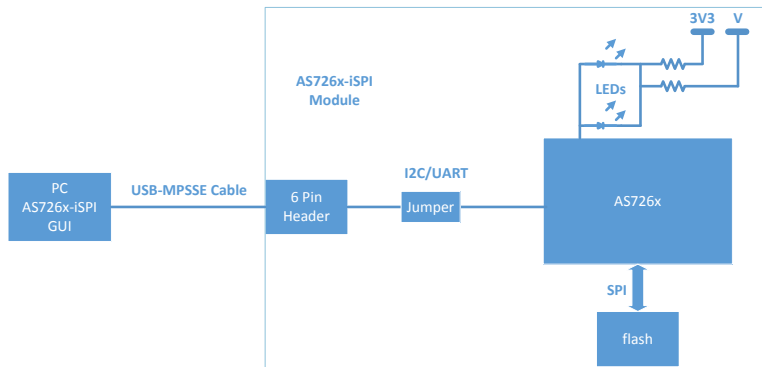 3V3
V
AS726x-iSPI
Module
LEDs
I2C/UART
USB-MPSSE Cable
PC
AS726x-iSPI
GUI
6 Pin
Header
Jumper
AS726x
SPI
flash